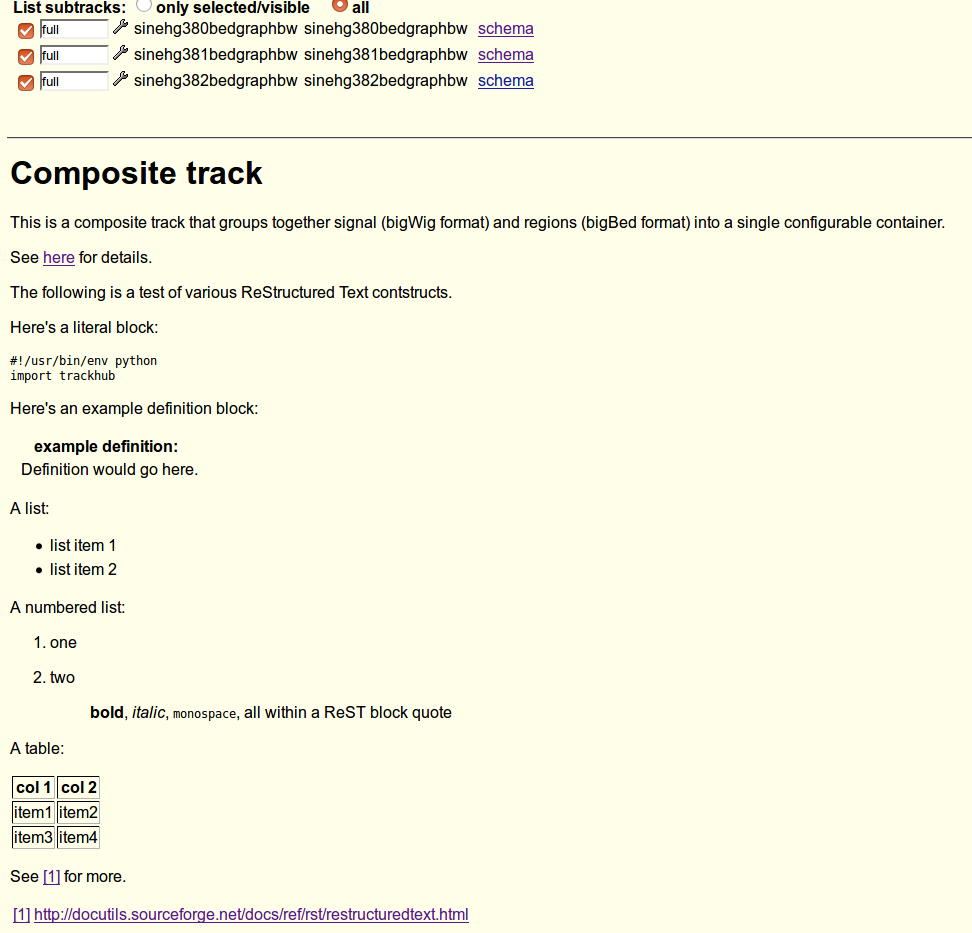 List subtracks: only selected/visible all
full sinehg380bedgraphbw sinehg380bedgraphbw schema
full sinehg381bedgraphbw sinehg381bedgraphbw schema
full sinehg382bedgraphbw sinehg382bedgraphbw schema
Composite track
This is a composite track that groups together signal (bigWig format) and regions (bigBed format) into a single configurable container.
See here for details.
The following is a test of various ReStructured Text contstructs.
Here's a literal block:
#!/usr/bin/env python
import trackhub
Here's an example definition block:
example definition:
Definition would go here.
A list:
• list item 1
• list item 2
A numbered list:
1. one
2. two
bold, italic, monospace, all within a ReST block quote
A table:
col 1 col 2
item1 item2
item3 item4
See [1] for more.
[1] http://docutils.sourceforge.net/docs/ref/rst/restructuredtext.html